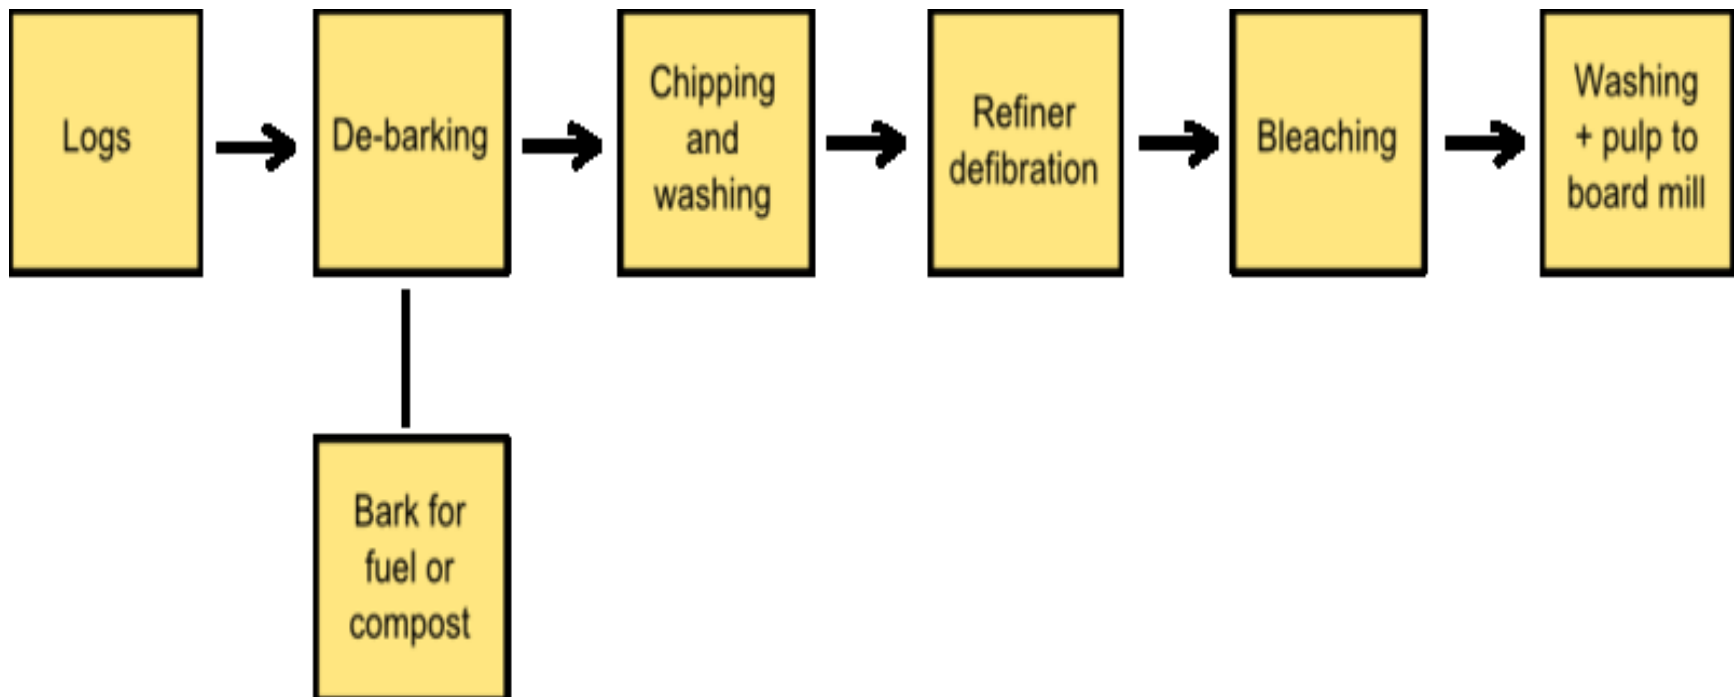 Logs
De-barking
Chipping
and
washing
Refiner
defibration
Bleaching
Washing
+ pulp to
board mill
Bark for
fuel or
compost